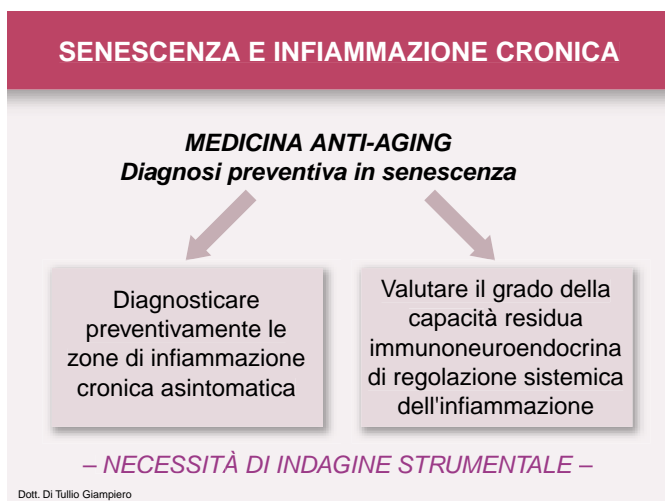 SENESCENZA E INFIAMMAZIONE CRONICA
MEDICINA ANTI-AGING
Diagnosi preventiva in senescenza
Diagnosticare
preventivamente le
zone di infiammazione
cronica asintomatica
Valutare il grado della
capacità residua
immunoneuroendocrina
di regolazione sistemica
dell'infiammazione
– NECESSITÀ DI INDAGINE STRUMENTALE –
Dott. Di Tullio Giampiero